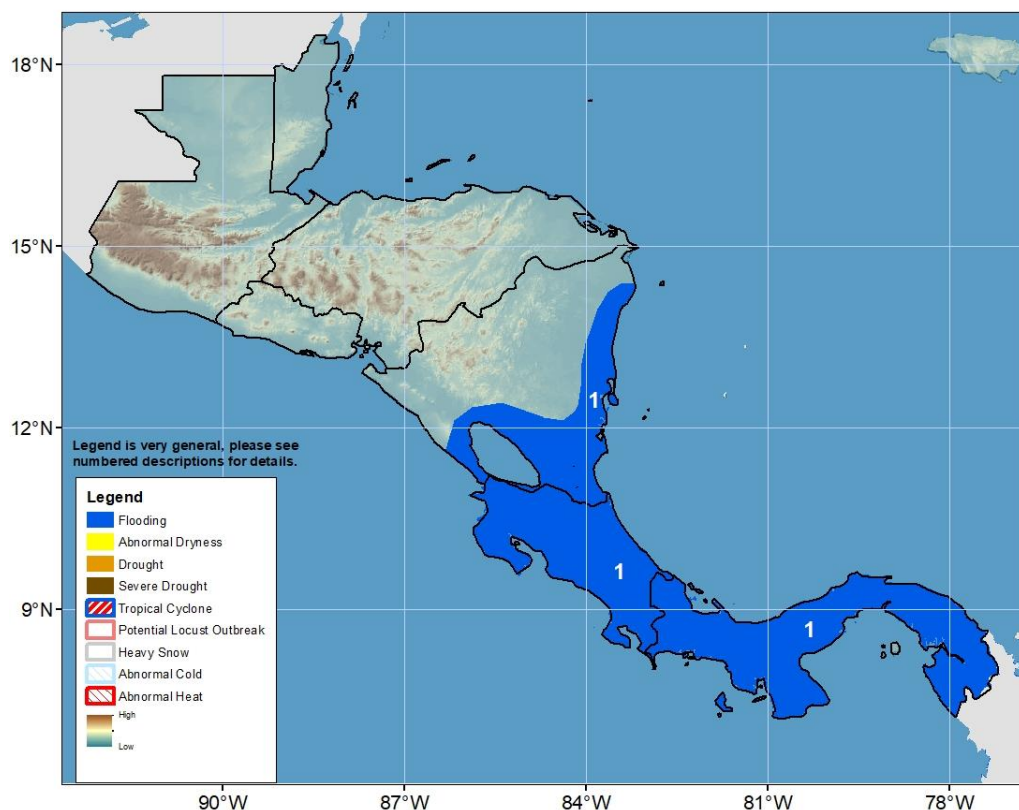 18°N
15°N
12°N
9°N
1
1
1
Legend is very general, please see
numbered descriptions for details.
Legend
Flooding
Abnormal Dryness
Drought
Severe Drought
Tropical Cyclone
Potential Locust Outbreak
Heavy Snow
Abnormal Cold
Abnormal Heat
High
Low
90°W
87°W
84°W
81°W
78°W